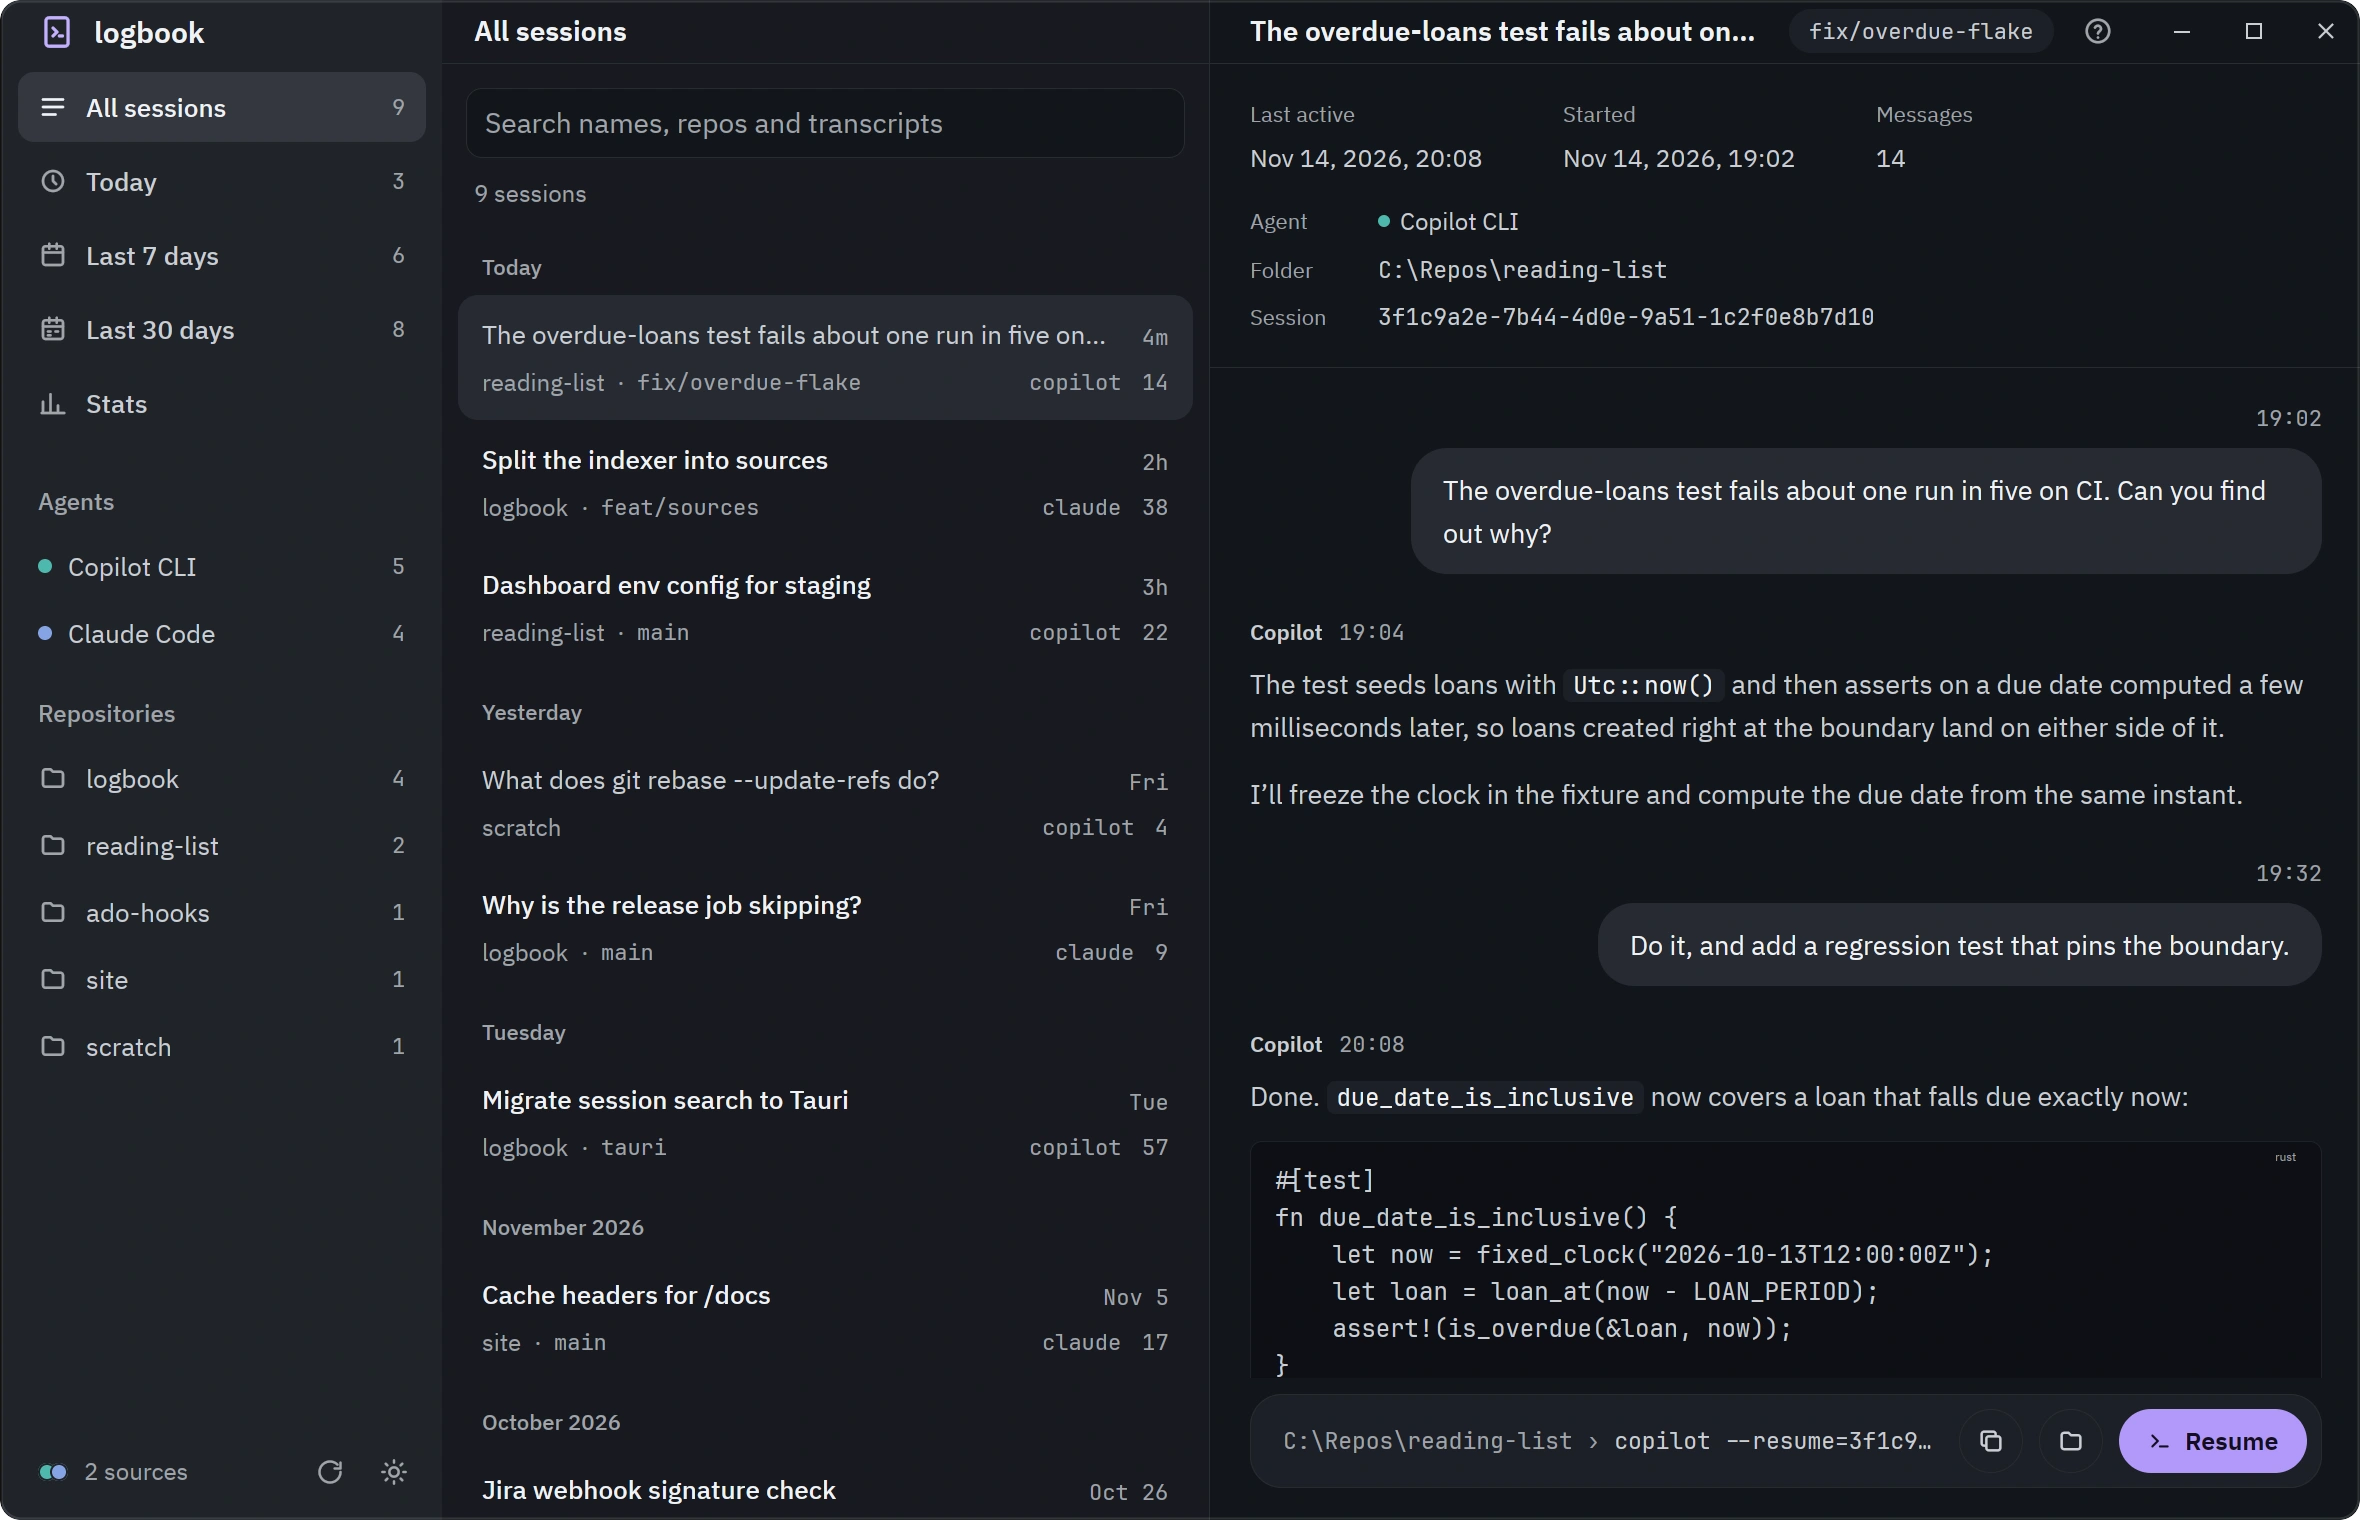 logbook
All sessions 9
Today 3
Last 7 days 6
Last 30 days 8
Stats
Agents
Copilot CLI 5
Claude Code 4
Repositories
logbook 4
reading-list 2
ado-hooks 1
site 1
scratch 1
2 sources
All sessions
Search names, repos and transcripts
9 sessions
Today
The overdue-loans test fails about one run in five on... 4m
reading-list · fix/overdue-flake copilot 14
Split the indexer into sources 2h
logbook · feat/sources claude 38
Dashboard env config for staging 3h
reading-list · main copilot 22
Yesterday
What does git rebase --update-refs do? Fri
scratch copilot 4
Why is the release job skipping? Fri
logbook · main claude 9
Tuesday
Migrate session search to Tauri Tue
logbook · tauri copilot 57
November 2026
Cache headers for /docs Nov 5
site · main claude 17
October 2026
Jira webhook signature check Oct 26
The overdue-loans test fails about on... fix/overdue-flake
Last active Started Messages
Nov 14, 2026, 20:08 Nov 14, 2026, 19:02 14
Agent Copilot CLI
Folder C:\Repos\reading-list
Session 3f1c9a2e-7b44-4d0e-9a51-1c2f0e8b7d10
19:02
The overdue-loans test fails about one run in five on CI. Can you find
out why?
Copilot 19:04
The test seeds loans with Utc::now() and then asserts on a due date computed a few
milliseconds later, so loans created right at the boundary land on either side of it.
I’ll freeze the clock in the fixture and compute the due date from the same instant.
19:32
Do it, and add a regression test that pins the boundary.
Copilot 20:08
Done. due_date_is_inclusive now covers a loan that falls due exactly now:
rust
#[test]
fn due_date_is_inclusive() {
    let now = fixed_clock("2026-10-13T12:00:00Z");
    let loan = loan_at(now - LOAN_PERIOD);
    assert!(is_overdue(&loan, now));
}
C:\Repos\reading-list › copilot --resume=3f1c9… Resume